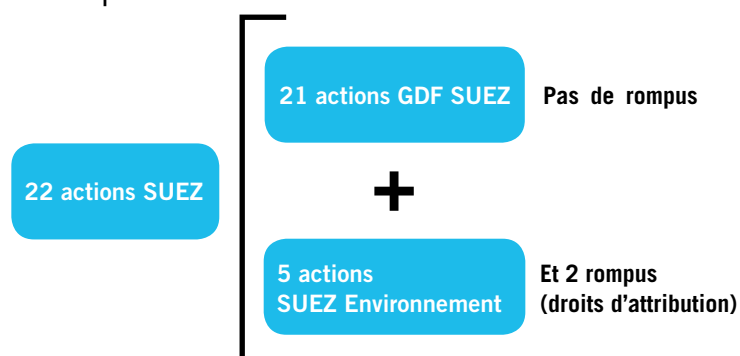 22 actions SUEZ
21 actions GDF SUEZ
Pas de rompus
+
5 actions
SUEZ Environnement
Et 2 rompus
(droits d'attribution)